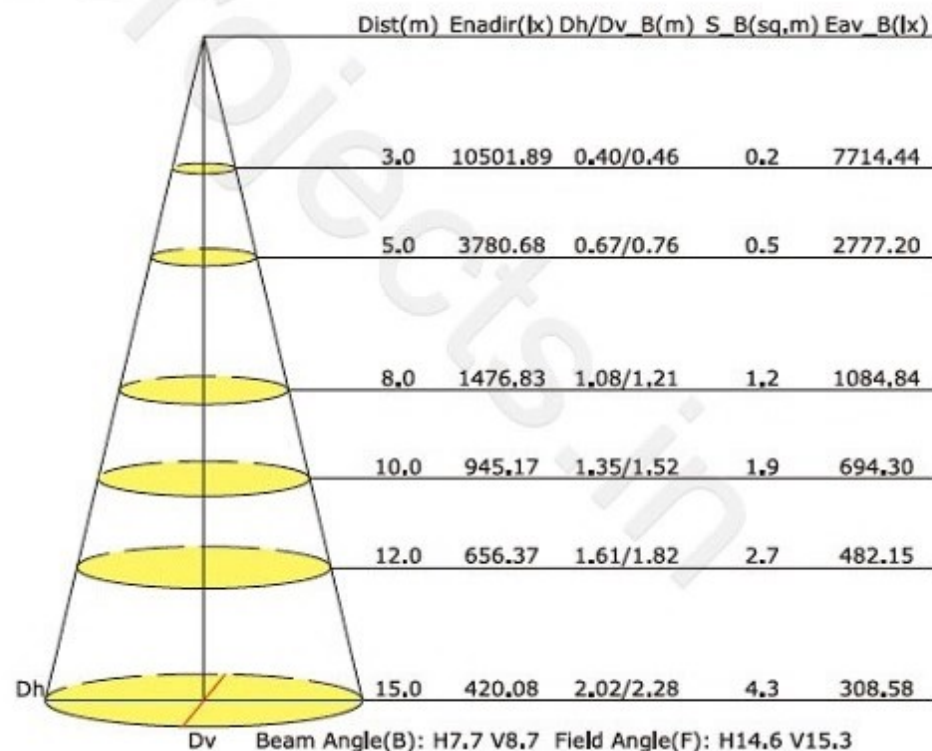 Dist(m) Enadir(lx) Dh/Dv_B(m) S_B(sq.m) Eav_B(lx)
3.0 10501.89 0.40/0.46 0.2 7714.44
5.0 3780.68 0.67/0.76 0.5 2777.20
8.0 1476.83 1.08/1.21 1.2 1084.84
10.0 945.17 1.35/1.52 1.9 694.30
12.0 656.37 1.61/1.82 2.7 482.15
Dh 15.0 420.08 2.02/2.28 4.3 308.58
Dv Beam Angle(B): H7.7 V8.7 Field Angle(F): H14.6 V15.3
rojects.in